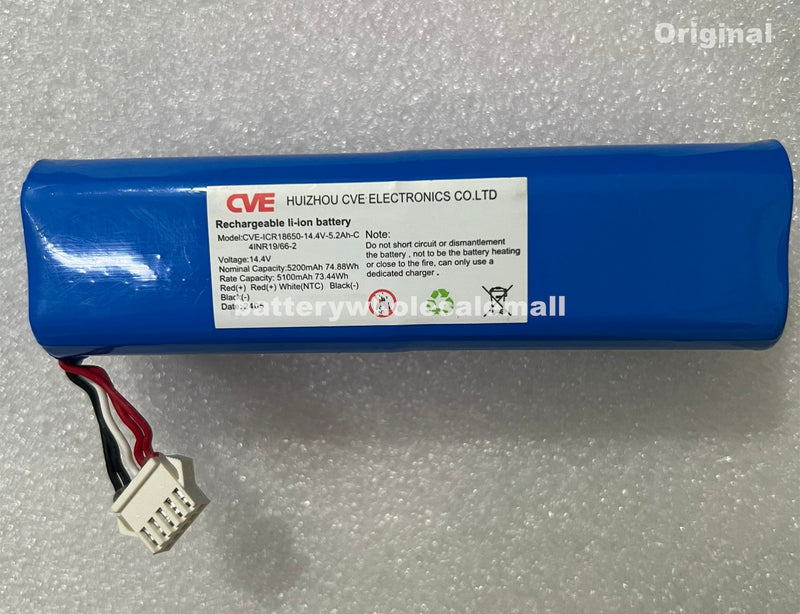 Original
CVE HUIZHOU CVE ELECTRONICS CO.LTD
Rechargeable li-ion battery
Model:CVE-ICR18650-14.4V-5.2Ah-C
4INR19/66-2
Voltage:14.4V
Nominal Capacity:5200mAh 74.88Wh
Rate Capacity: 5100mAh 73.44Wh
Red(+) Red(+) White(NTC) Black(-)
Black(-)
Date:
Note:
Do not short circuit or dismantlement
the battery , not to be the battery heating
or close to the fire, can only use a
dedicated charger .
batterywholesalemall